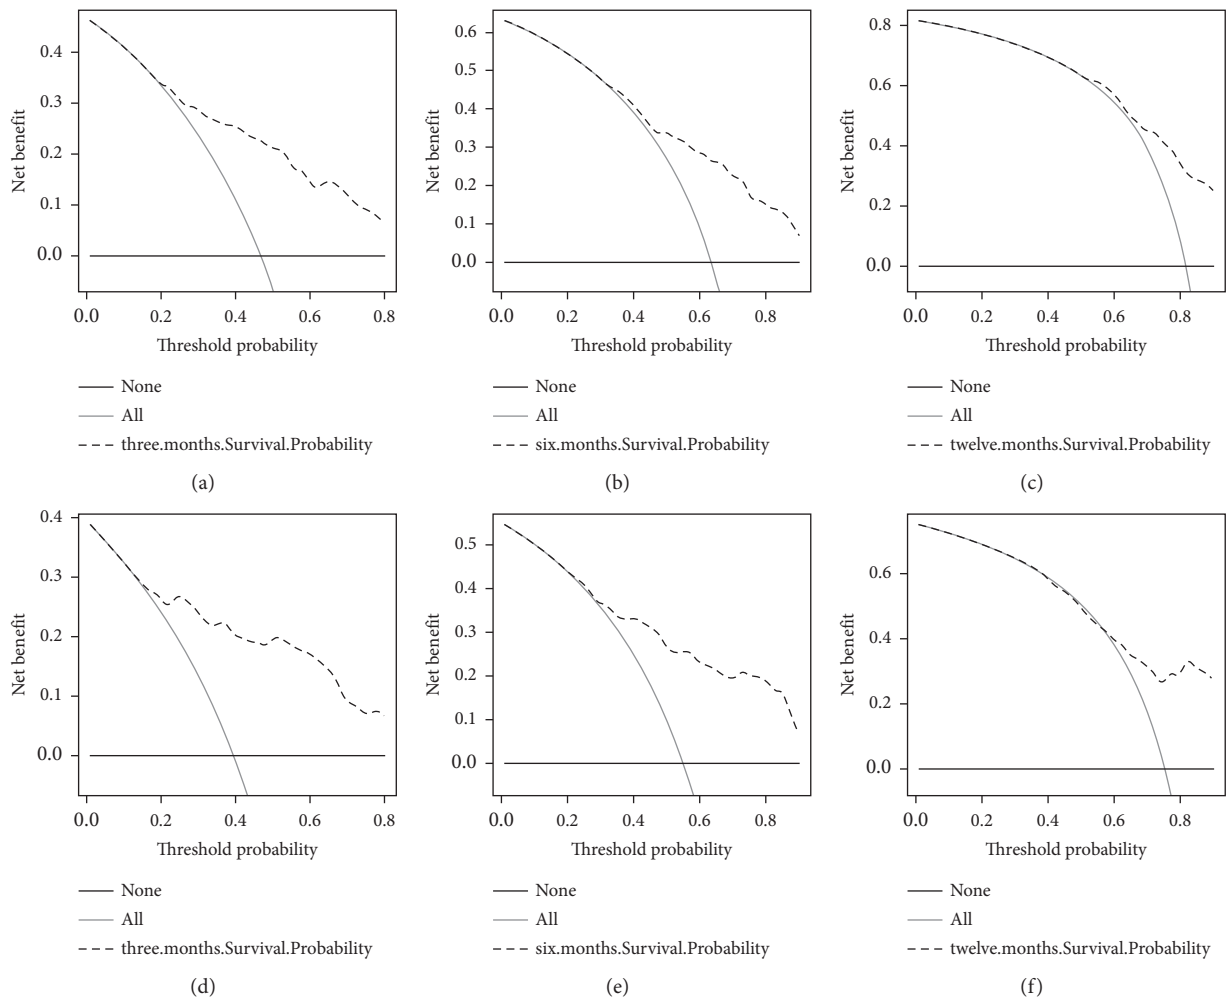 Net benefit
0.4
0.3
0.2
0.1
0.0
0.0 0.2 0.4 0.6 0.8
Threshold probability
None
All
three.months.Survival.Probability
(a)
Net benefit
0.6
0.5
0.4
0.3
0.2
0.1
0.0
0.0 0.2 0.4 0.6 0.8
Threshold probability
None
All
six.months.Survival.Probability
(b)
Net benefit
0.8
0.6
0.4
0.2
0.0
0.0 0.2 0.4 0.6 0.8
Threshold probability
None
All
twelve.months.Survival.Probability
(c)
Net benefit
0.4
0.3
0.2
0.1
0.0
0.0 0.2 0.4 0.6 0.8
Threshold probability
None
All
three.months.Survival.Probability
(d)
Net benefit
0.5
0.4
0.3
0.2
0.1
0.0
0.0 0.2 0.4 0.6 0.8
Threshold probability
None
All
six.months.Survival.Probability
(e)
Net benefit
0.6
0.4
0.2
0.0
0.0 0.2 0.4 0.6 0.8
Threshold probability
None
All
twelve.months.Survival.Probability
(f)